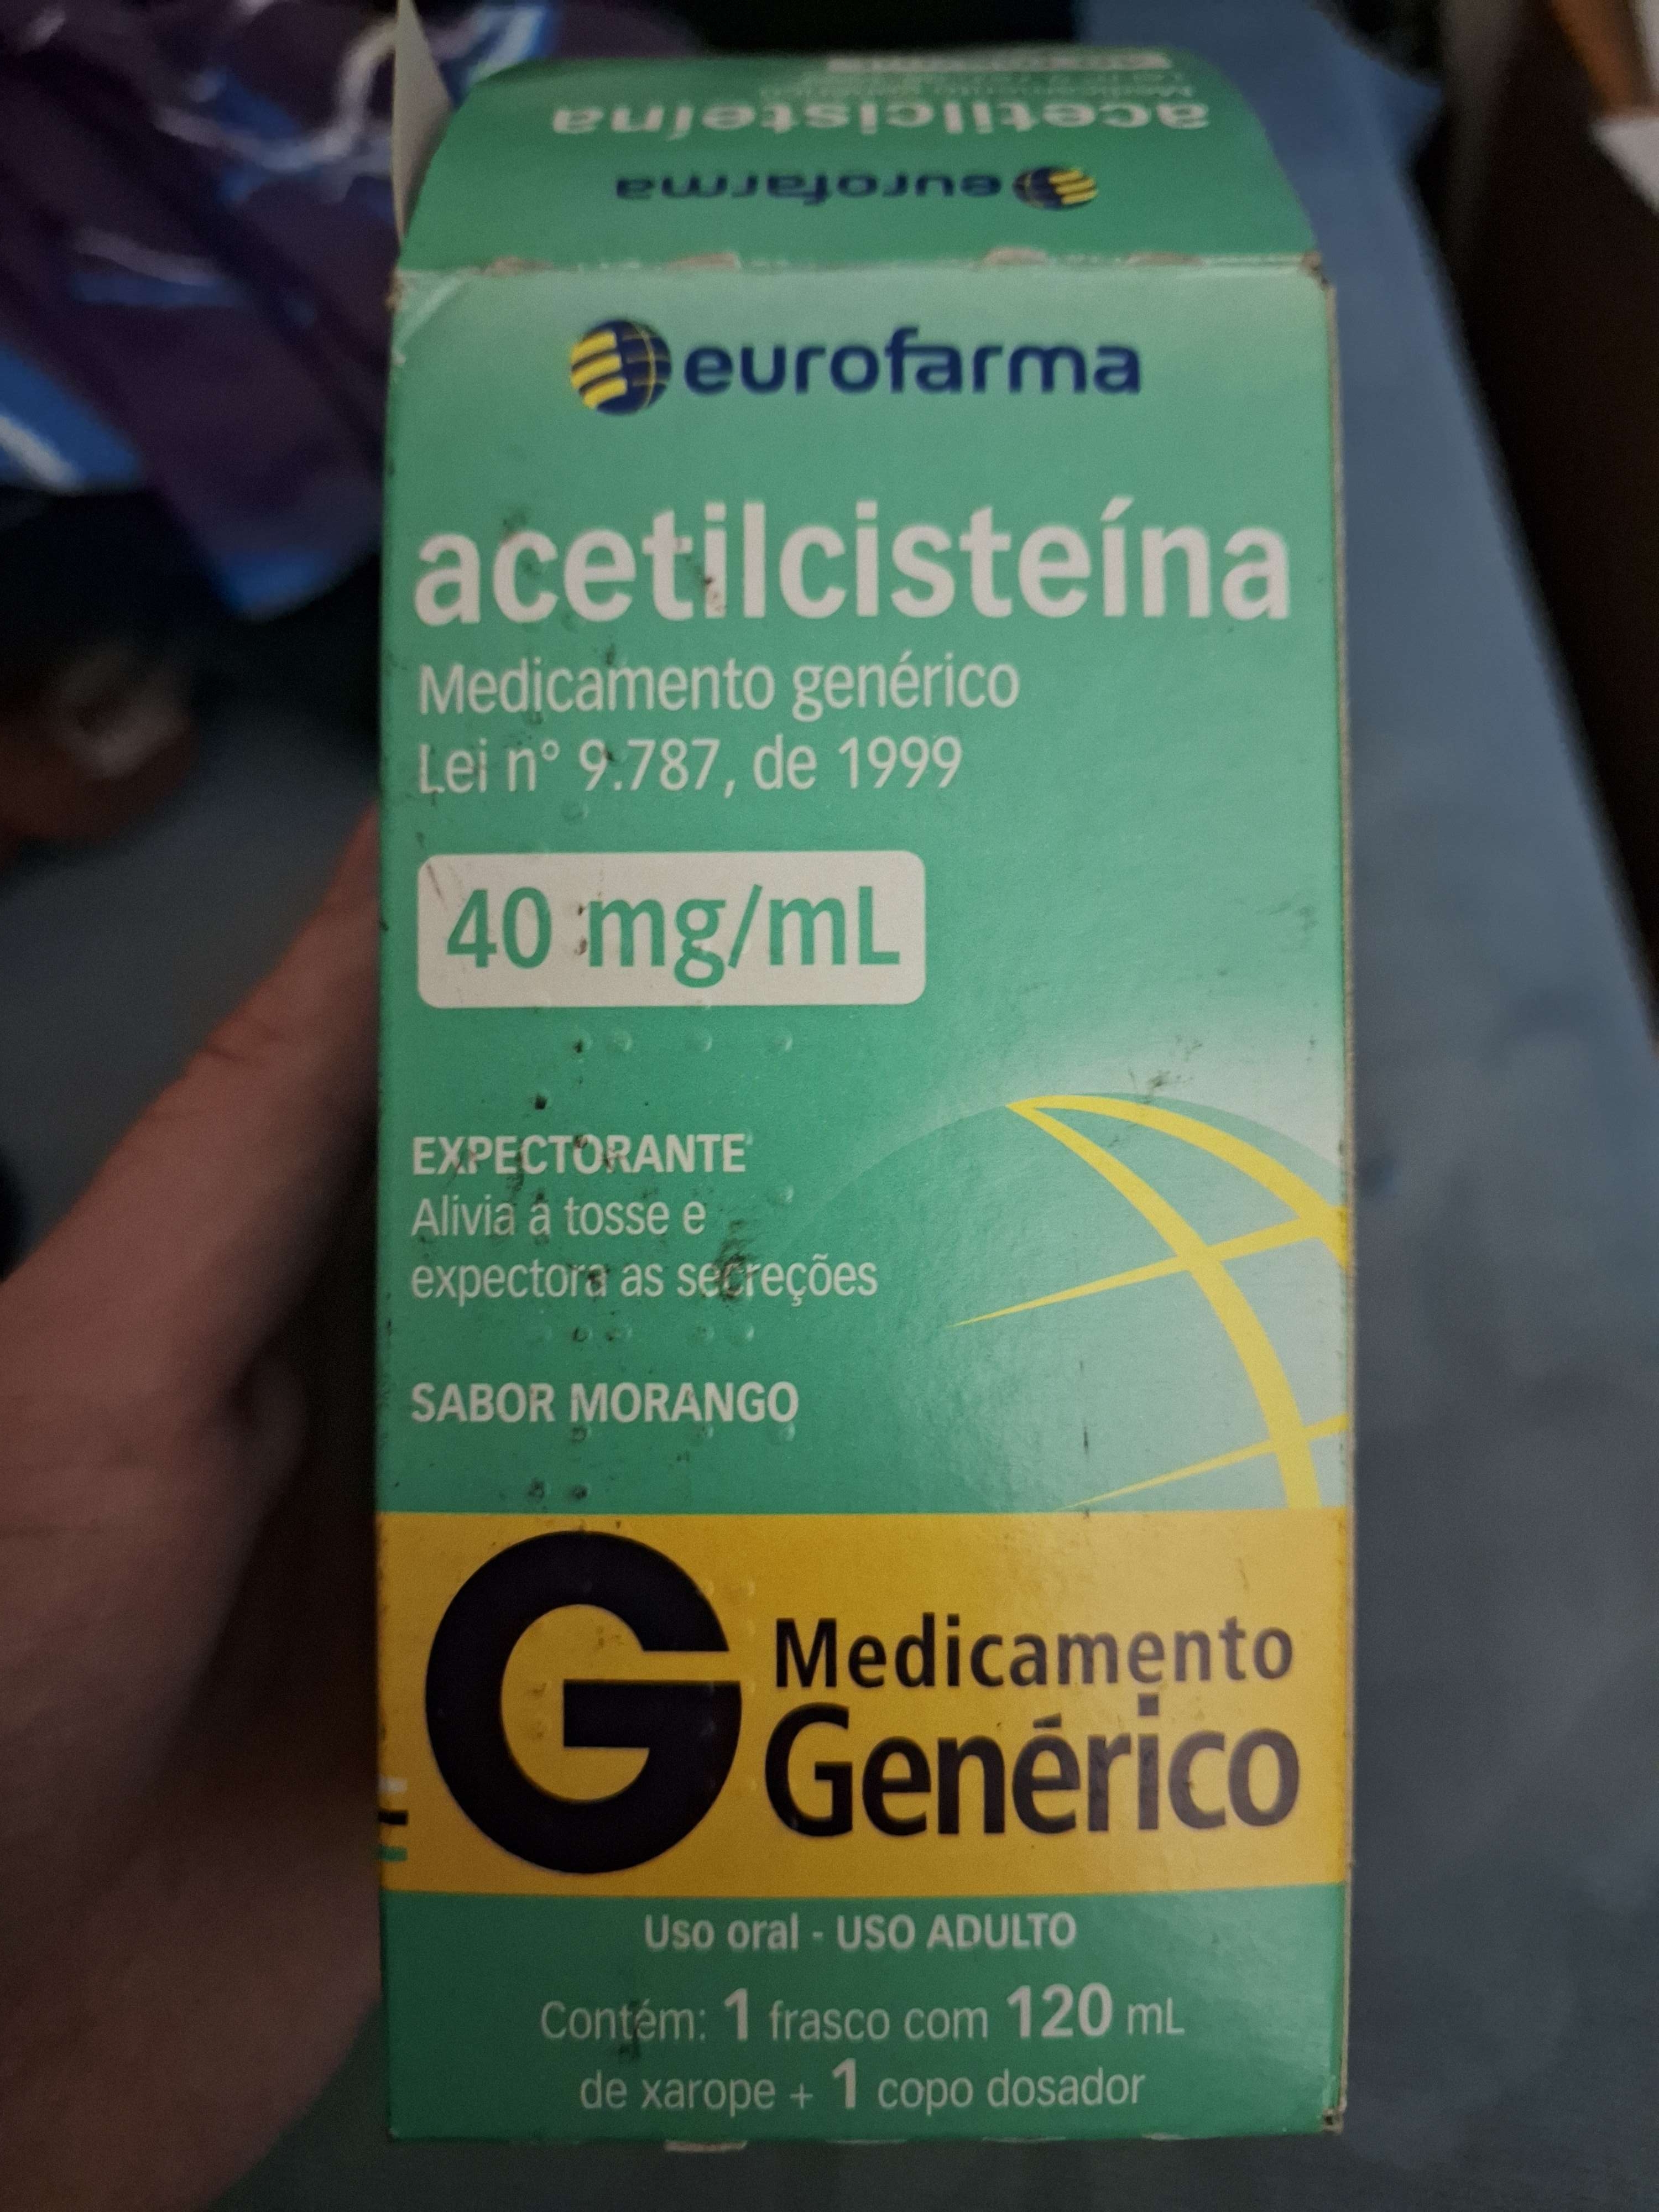 acetilcisteína
eurofarma
eurofarma
acetilcisteína
Medicamento genérico
Lei nº 9.787, de 1999
40 mg/mL
EXPECTORANTE
Alivia a tosse e
expectora as secreções
SABOR MORANGO
G Medicamento
Genérico
Uso oral - USO ADULTO
Contém: 1 frasco com 120 mL
de xarope + 1 copo dosador